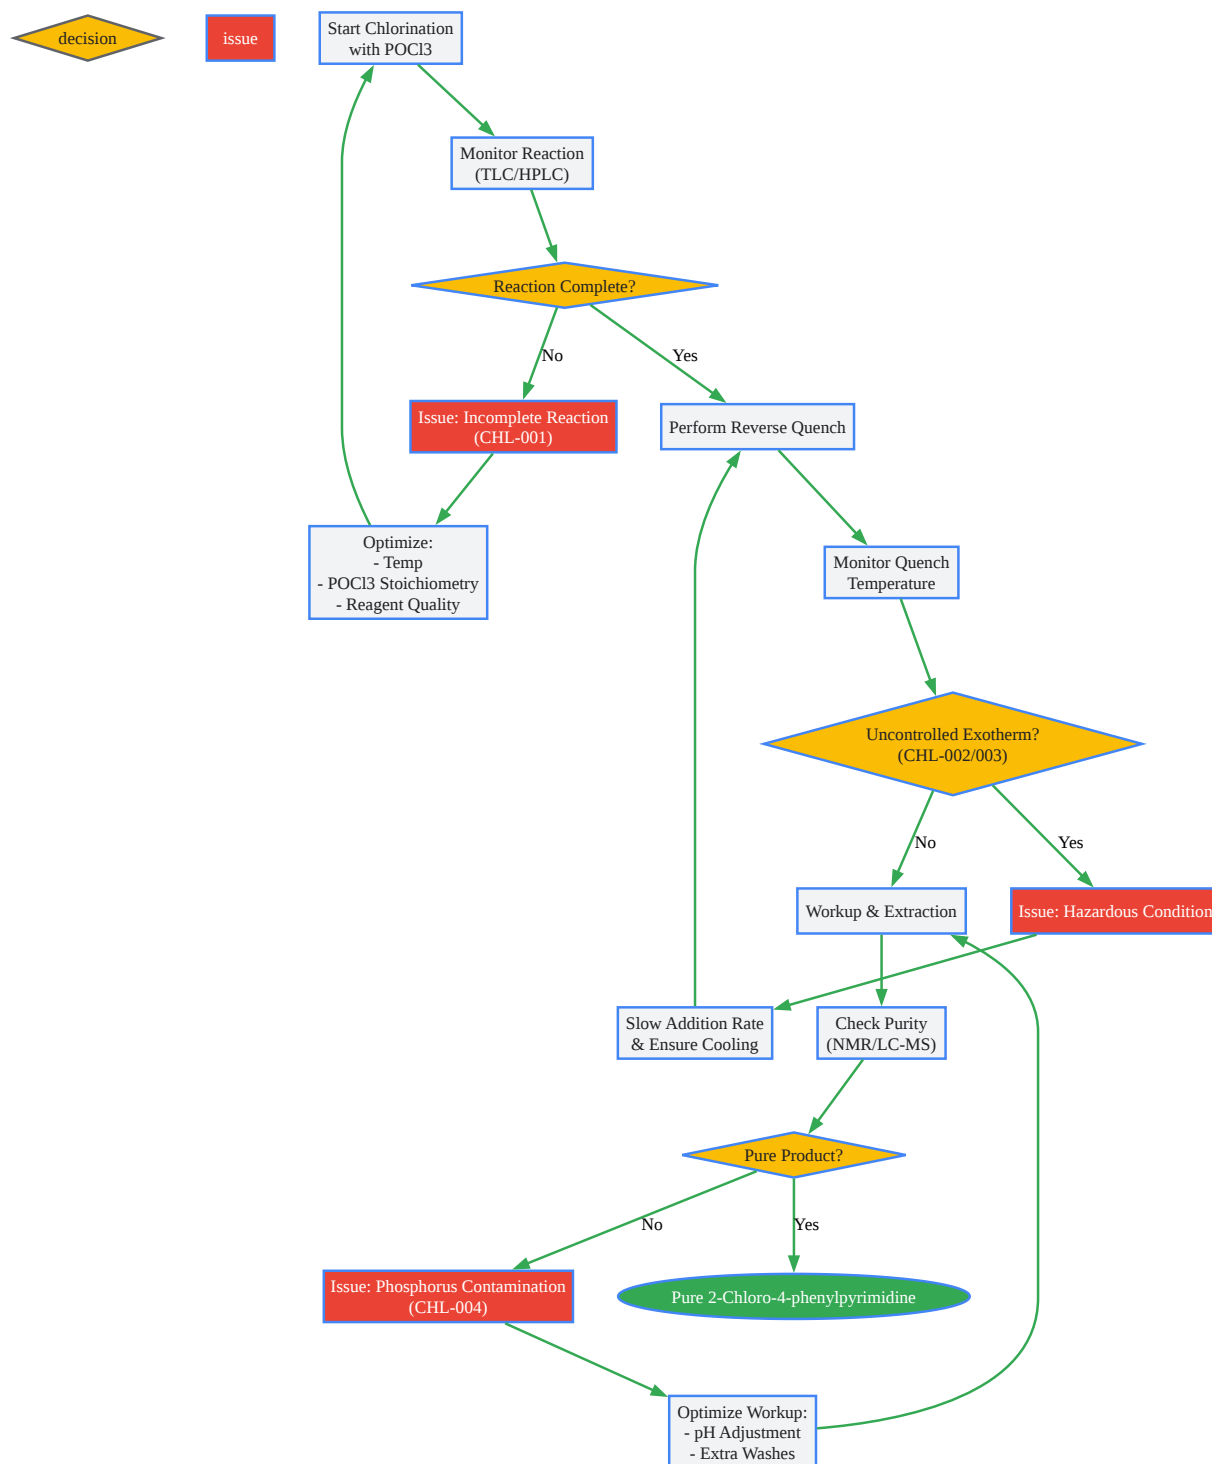 decision
issue
Start Chlorination
with POCl3
Monitor Reaction
(TLC/HPLC)
Reaction Complete?
No
Yes
Issue: Incomplete Reaction
(CHL-001)
Perform Reverse Quench
Optimize:
- Temp
- POCl3 Stoichiometry
- Reagent Quality
Monitor Quench
Temperature
Uncontrolled Exotherm?
(CHL-002/003)
No
Yes
Workup & Extraction
Issue: Hazardous Condition
Slow Addition Rate
& Ensure Cooling
Check Purity
(NMR/LC-MS)
Pure Product?
No
Yes
Issue: Phosphorus Contamination
(CHL-004)
Pure 2-Chloro-4-phenylpyrimidine
Optimize Workup:
- pH Adjustment
- Extra Washes